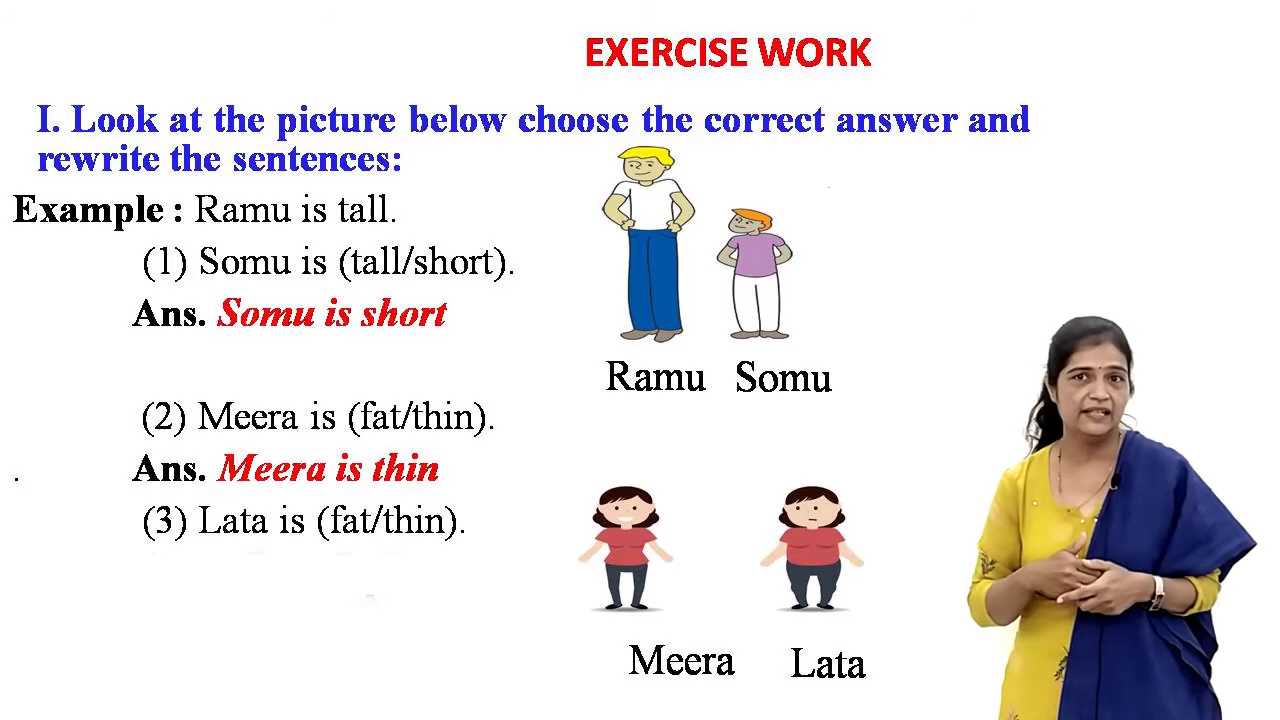 EXERCISE WORK
I. Look at the picture below choose the correct answer and
rewrite the sentences:
Example : Ramu is tall.
(1) Somu is (tall/short).
Ans. Somu is short
Ramu Somu
(2) Meera is (fat/thin).
. Ans. Meera is thin
(3) Lata is (fat/thin).
Meera Lata